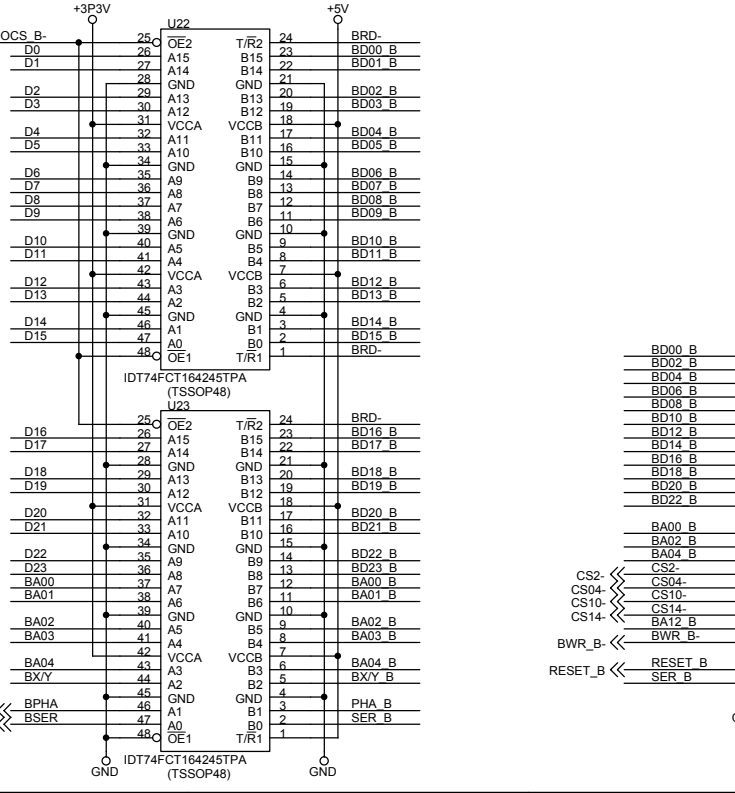 +3P3V +5V
U22
OCS_B- 25 OE2 T/R2 24 BRD-
D0 26 A15 B15 23 BD00_B
D1 27 A14 B14 22 BD01_B
28 GND GND 21
D2 29 A13 B13 20 BD02_B
D3 30 A12 B12 19 BD03_B
31 VCCA VCCB 18
D4 32 A11 B11 17 BD04_B
D5 33 A10 B10 16 BD05_B
34 GND GND 15
D6 35 A9 B9 14 BD06_B
D7 36 A8 B8 13 BD07_B
D8 37 A7 B7 12 BD08_B
D9 38 A6 B6 11 BD09_B
39 GND GND 10
D10 40 A5 B5 9 BD10_B
D11 41 A4 B4 8 BD11_B
42 VCCA VCCB 7
D12 43 A3 B3 6 BD12_B
D13 44 A2 B2 5 BD13_B
45 GND GND 4
D14 46 A1 B1 3 BD14_B
D15 47 A0 B0 2 BD15_B
48 OE1 T/R1 1 BRD-
IDT74FCT164245TPA
(TSSOP48)
U23
25 OE2 T/R2 24 BRD-
D16 26 A15 B15 23 BD16_B
D17 27 A14 B14 22 BD17_B
28 GND GND 21
D18 29 A13 B13 20 BD18_B
D19 30 A12 B12 19 BD19_B
31 VCCA VCCB 18
D20 32 A11 B11 17 BD20_B
D21 33 A10 B10 16 BD21_B
34 GND GND 15
D22 35 A9 B9 14 BD22_B
D23 36 A8 B8 13 BD23_B
BA00 37 A7 B7 12 BA00_B
BA01 38 A6 B6 11 BA01_B
39 GND GND 10
BA02 40 A5 B5 9 BA02_B
BA03 41 A4 B4 8 BA03_B
42 VCCA VCCB 7
BA04 43 A3 B3 6 BA04_B
BX/Y 44 A2 B2 5 BX/Y_B
45 GND GND 4
BPHA 46 A1 B1 3 PHA_B
BSER 47 A0 B0 2 SER_B
48 OE1 T/R1 1
IDT74FCT164245TPA
(TSSOP48)
GND GND
BD00_B
BD02_B
BD04_B
BD06_B
BD08_B
BD10_B
BD12_B
BD14_B
BD16_B
BD18_B
BD20_B
BD22_B
BA00_B
BA02_B
BA04_B
CS2- CS2-
CS04- CS04-
CS10- CS10-
CS14- CS14-
BA12_B
BWR_B- BWR_B-
RESET_B RESET_B
SER_B